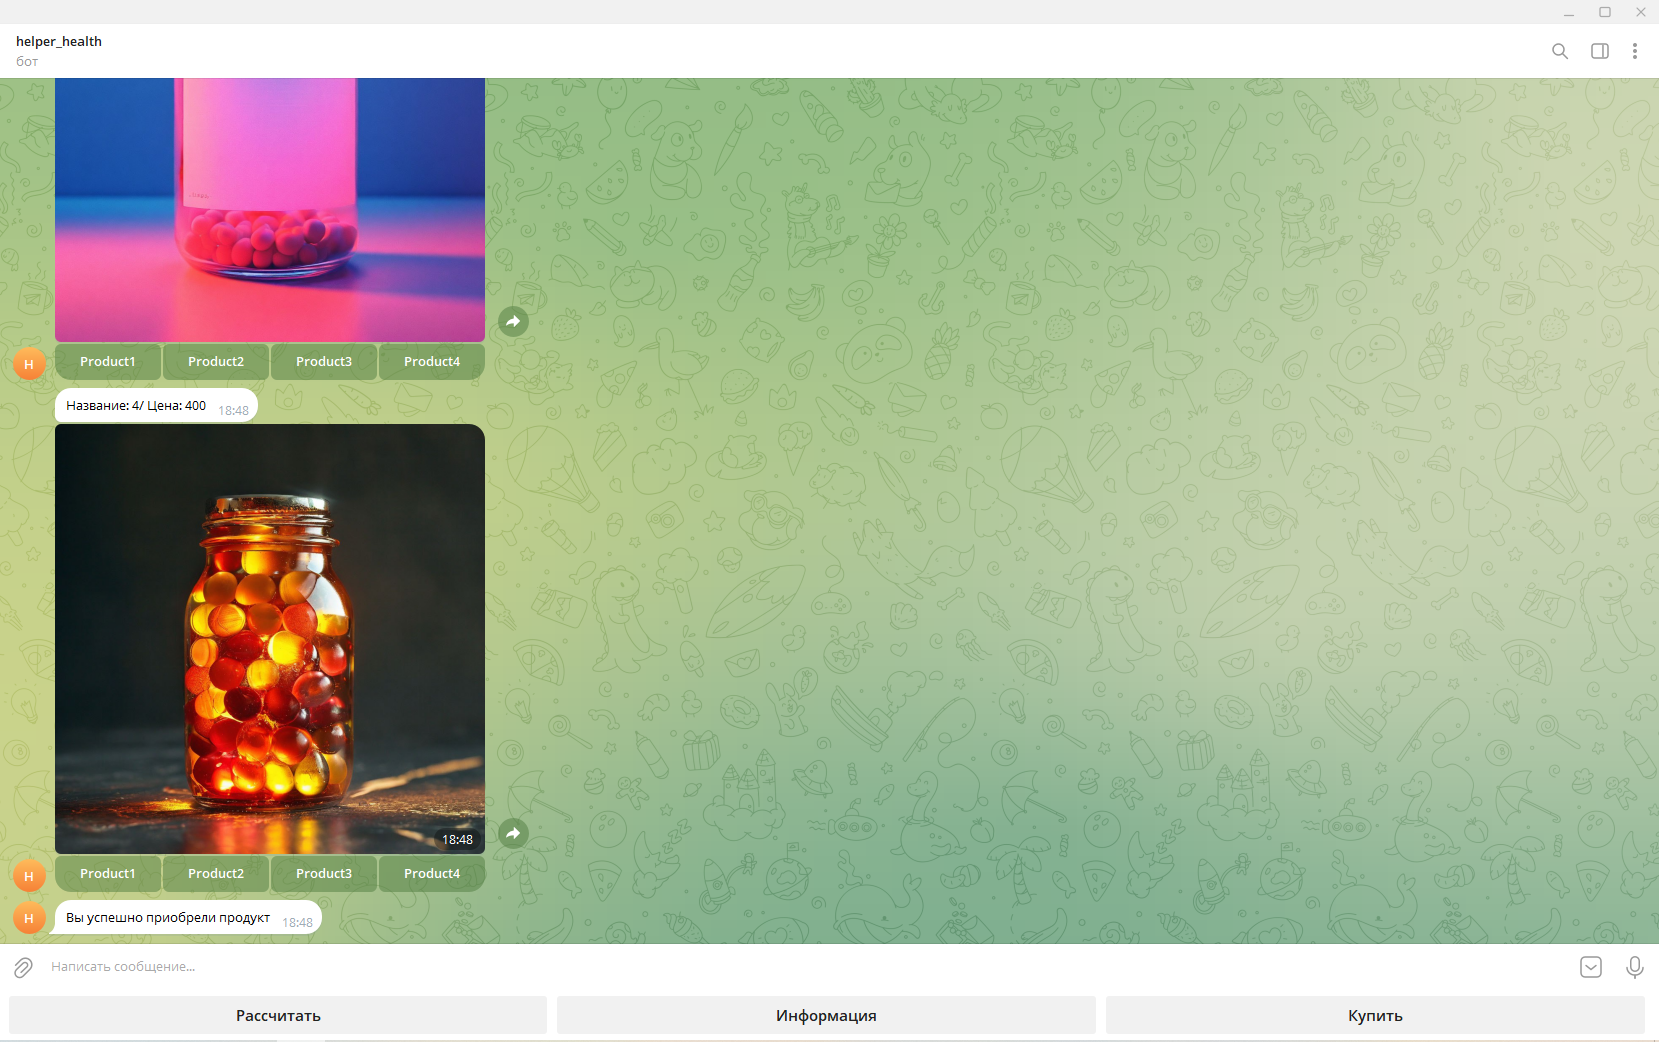 helper_health
бот
H
Product1 Product2 Product3 Product4
Название: 4/ Цена: 400 18:48
18:48
H
Product1 Product2 Product3 Product4
H
Вы успешно приобрели продукт 18:48
Написать сообщение...
Рассчитать Информация Купить